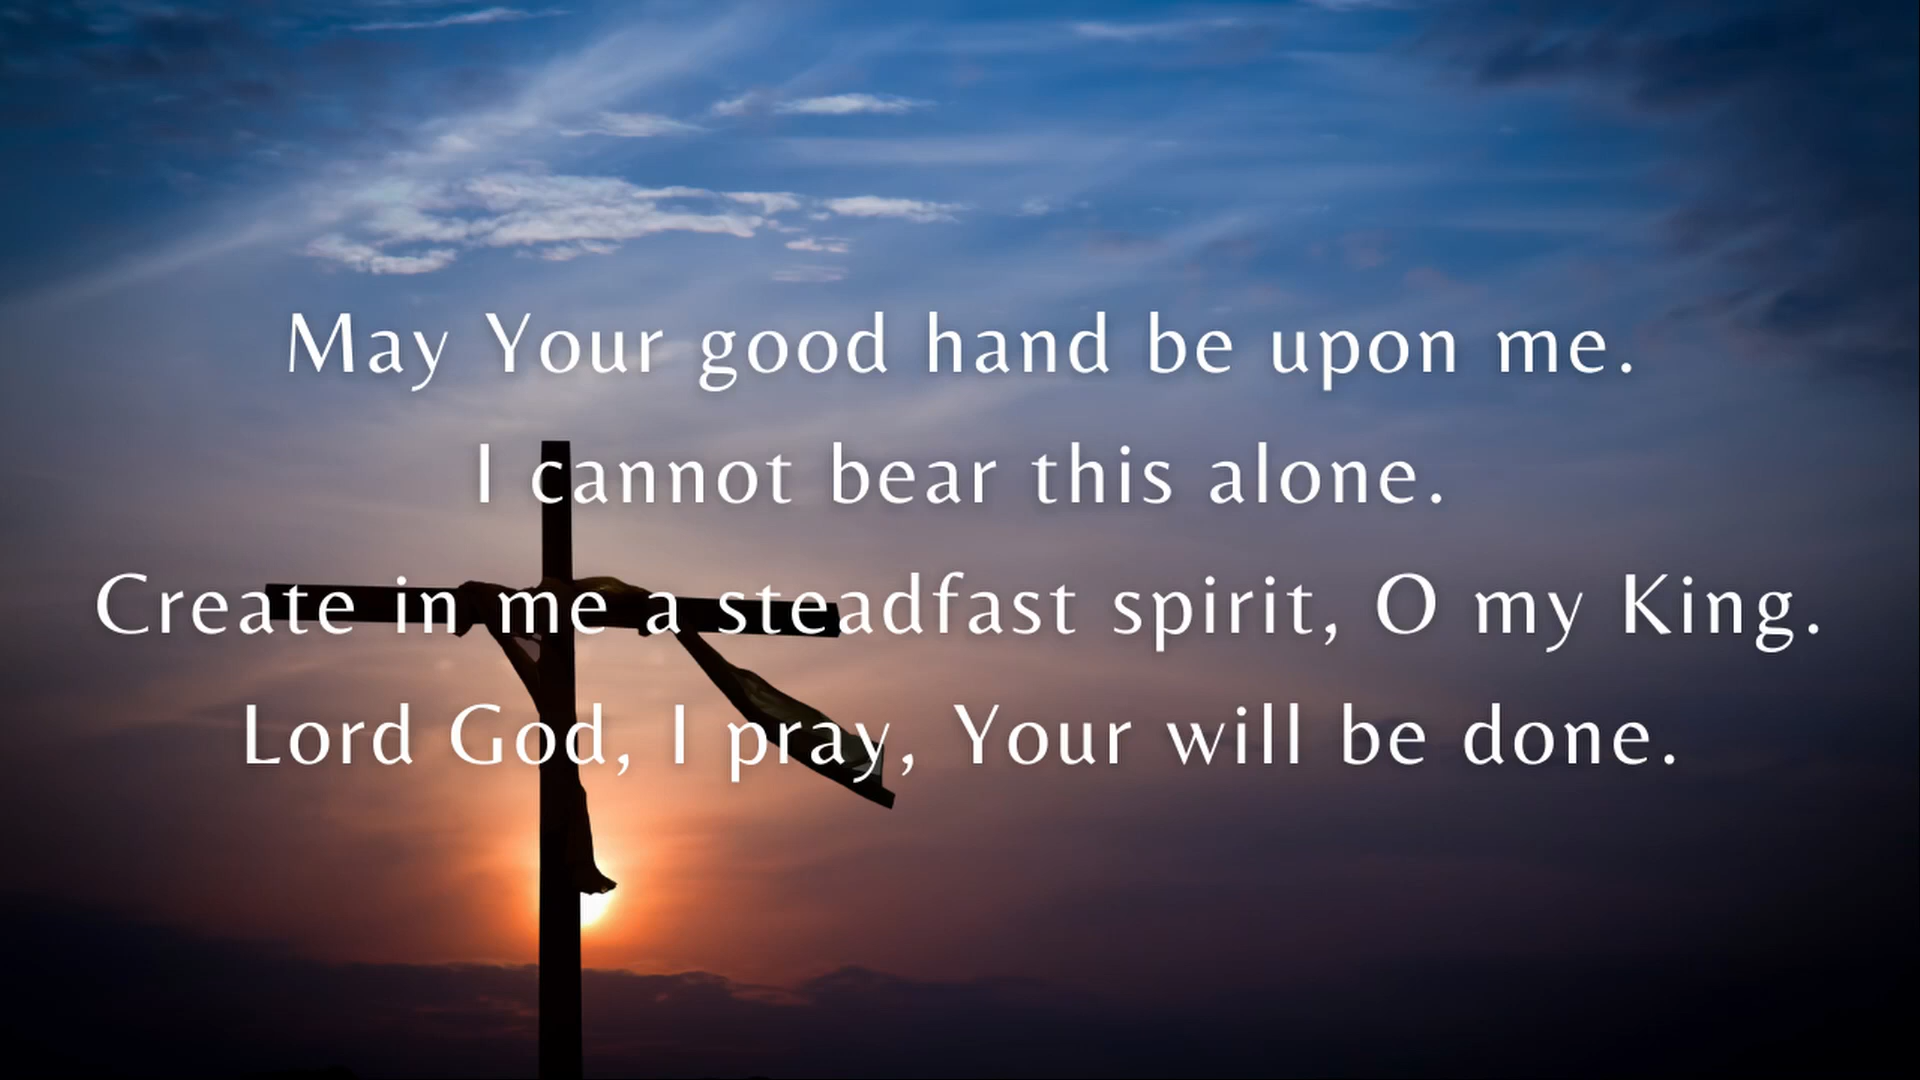 May Your good hand be upon me.
I cannot bear this alone.
Create in me a steadfast spirit, O my King.
Lord God, I pray, Your will be done.